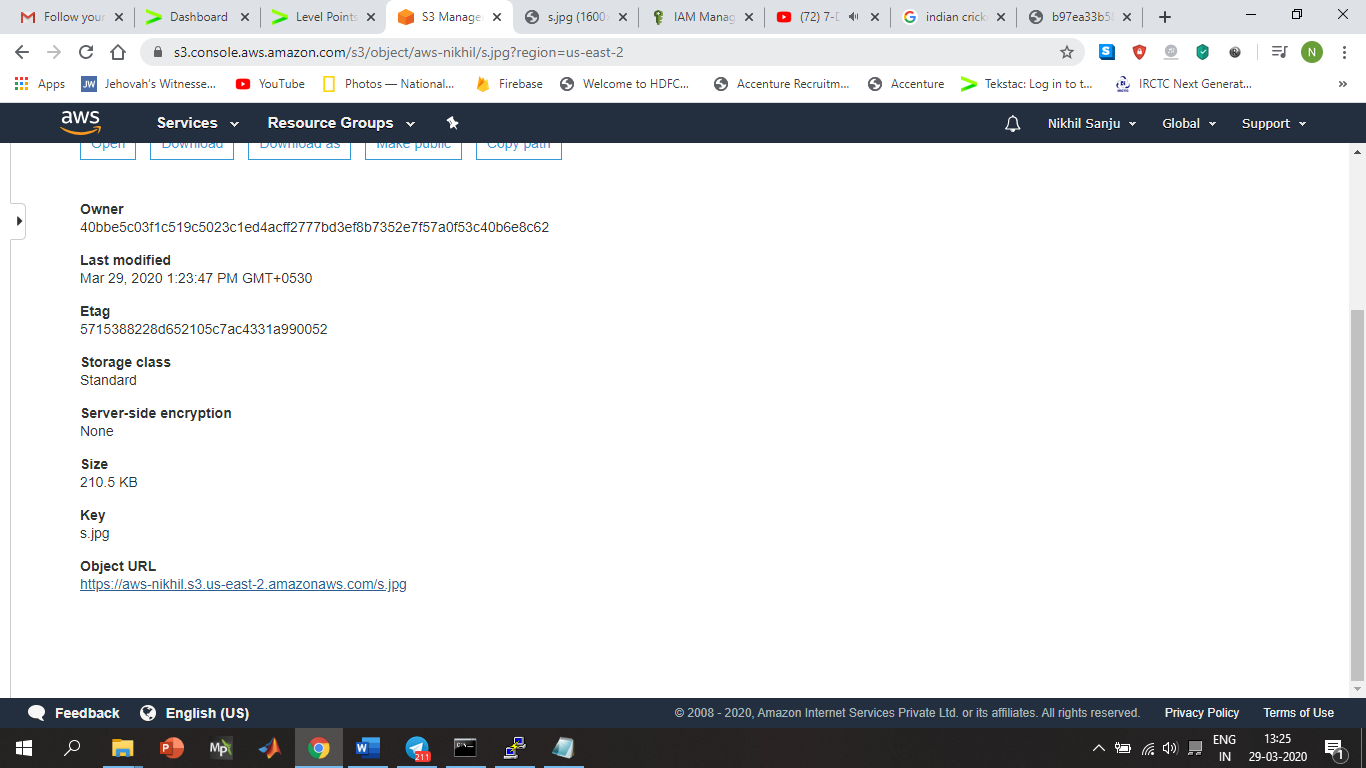 Follow your
Dashboard
Level Points
S3 Manage
s.jpg (1600
IAM Manag
(72) 7-
indian crick
b97ea33b5
s3.console.aws.amazon.com/s3/object/aws-nikhil/s.jpg?region=us-east-2
N
Apps
JW
Jehovah's Witnesse...
YouTube
Photos — National...
Firebase
Welcome to HDFC...
Accenture Recruitm...
Accenture
Tekstac: Log in to t...
IRCTC Next Generat...
»
aws
Services
Resource Groups
Nikhil Sanju
Global
Support
Open
Download
Download as
Make public
Copy path
Owner
40bbe5c03f1c519c5023c1ed4acff2777bd3ef8b7352e7f57a0f53c40b6e8c62
Last modified
Mar 29, 2020 1:23:47 PM GMT+0530
Etag
5715388228d652105c7ac4331a990052
Storage class
Standard
Server-side encryption
None
Size
210.5 KB
Key
s.jpg
Object URL
https://aws-nikhil.s3.us-east-2.amazonaws.com/s.jpg
Feedback
English (US)
© 2008 - 2020, Amazon Internet Services Private Ltd. or its affiliates. All rights reserved.
Privacy Policy
Terms of Use
Mp
211
ENG
IN
13:25
29-03-2020
1